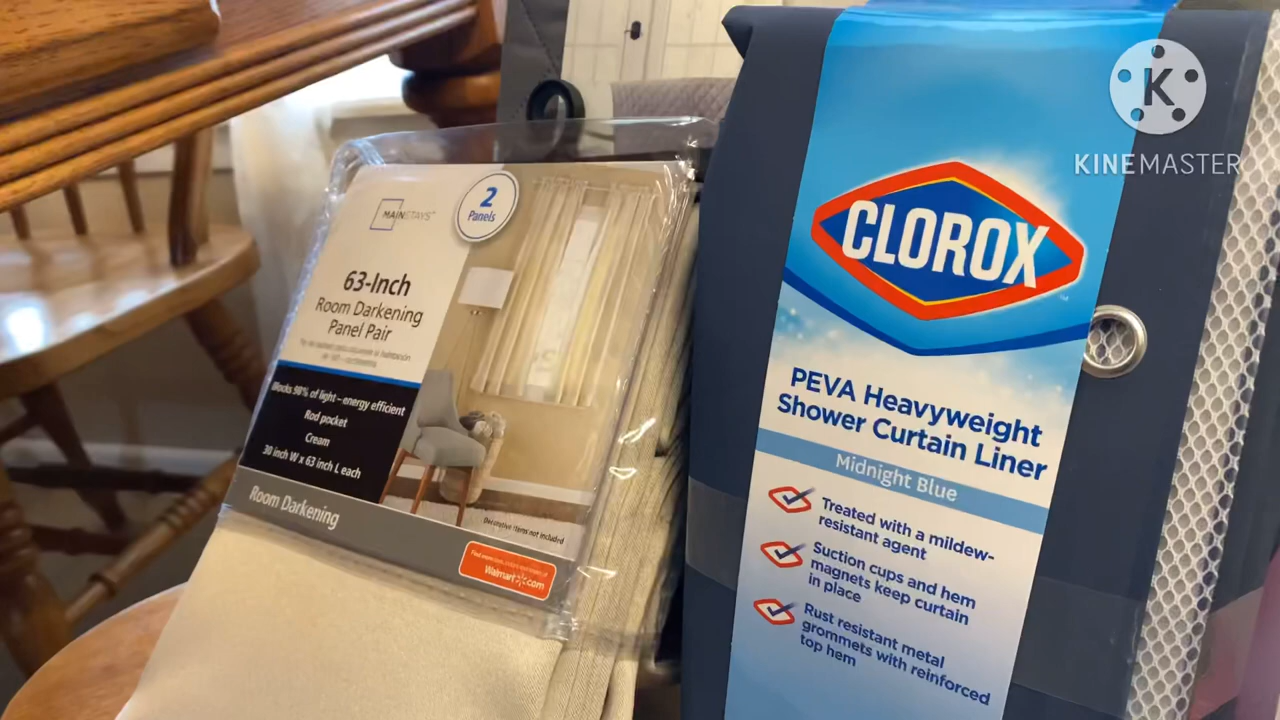 MAINSTAYS
2
Panels
63-Inch
Room Darkening
Panel Pair
Blocks 98% of light – energy efficient
Rod pocket
Cream
30 inch W x 63 inch L each
Room Darkening
Decorative items not included
Walmart.com
CLOROX
PEVA Heavyweight
Shower Curtain Liner
Midnight Blue
Treated with a mildew-
resistant agent
Suction cups and hem
magnets keep curtain
in place
Rust resistant metal
grommets with reinforced
top hem
K
KINEMASTER